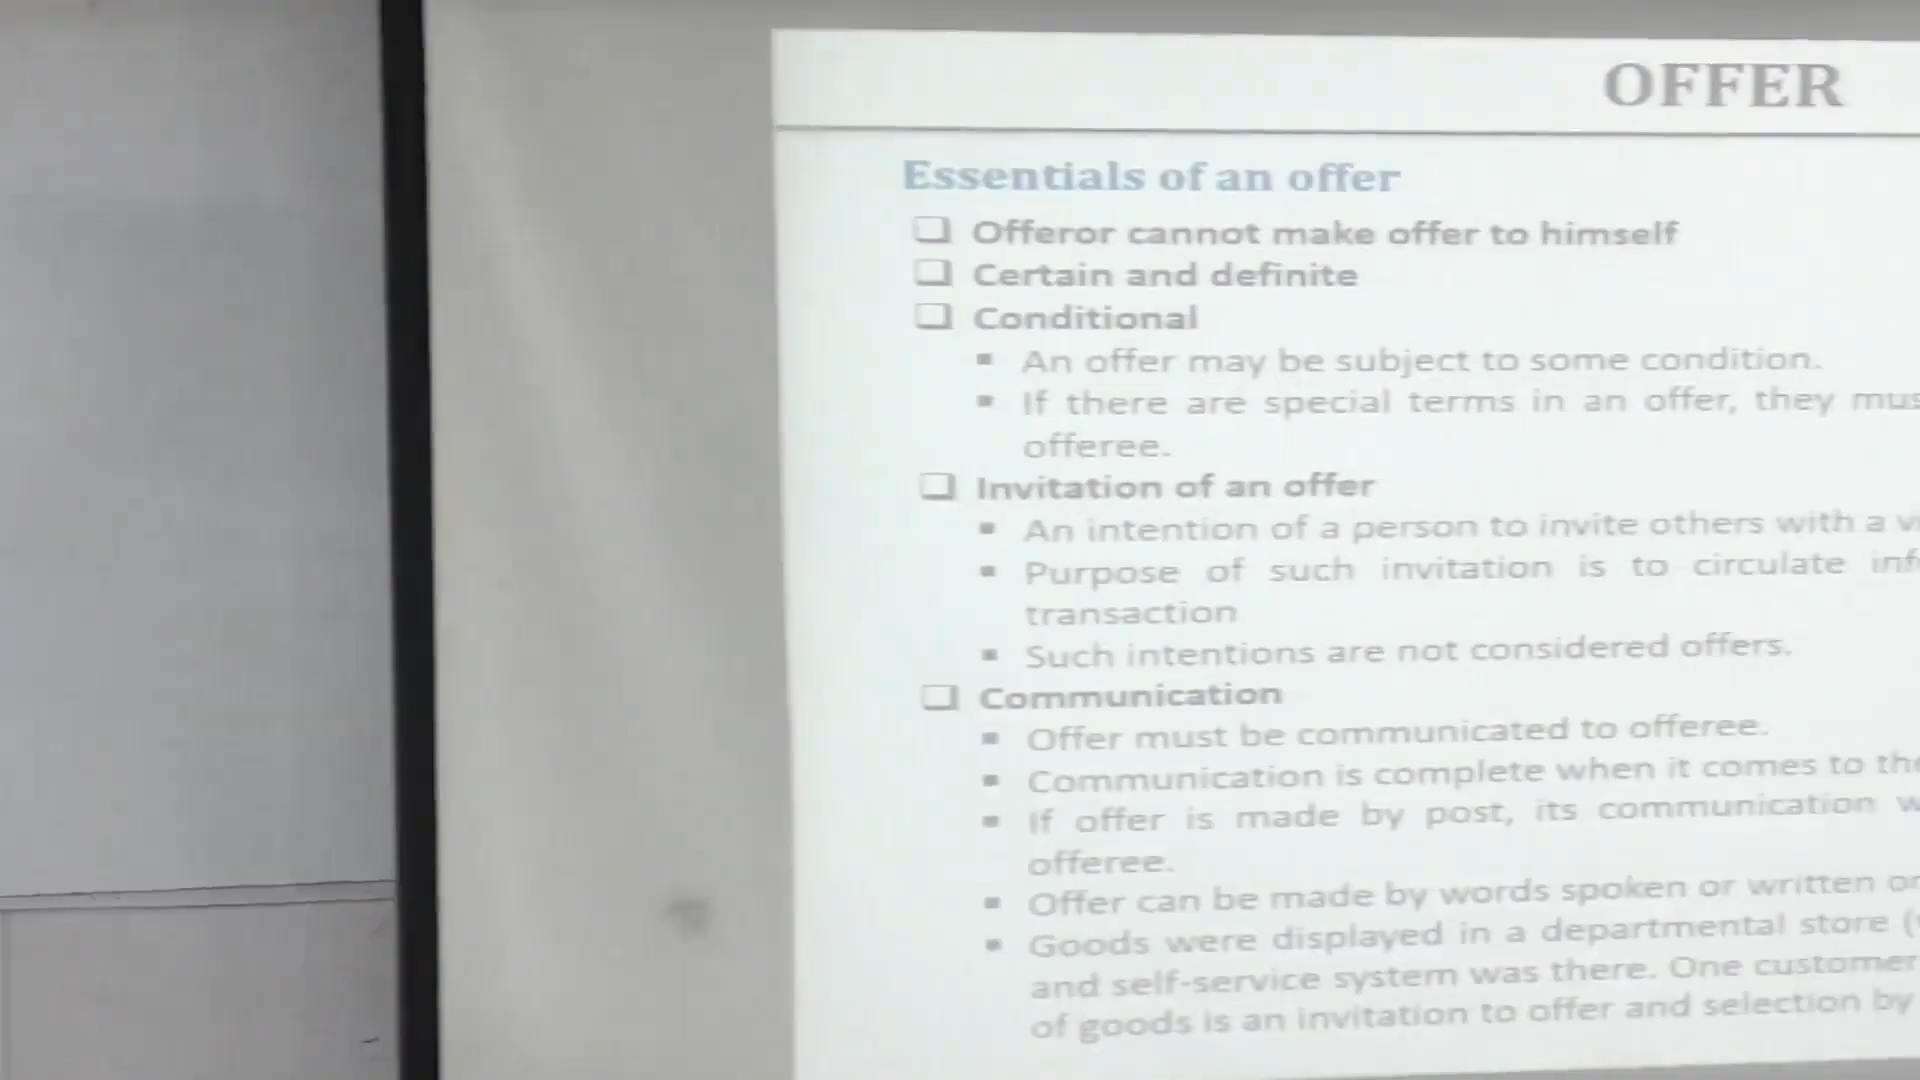 OFFER
Essentials of an offer
❑ Offeror cannot make offer to himself
❑ Certain and definite
❑ Conditional
▪ An offer may be subject to some condition.
▪ If there are special terms in an offer, they
offeree.
❑ Invitation of an offer
▪ An intention of a person to invite others with a
▪ Purpose of such invitation is to circulate
transaction
▪ Such intentions are not considered offers.
❑ Communication
▪ Offer must be communicated to offeree.
▪ Communication is complete when it comes to
▪ If offer is made by post, its communication
offeree.
▪ Offer can be made by words spoken or written
▪ Goods were displayed in a departmental store
and self-service system was there. One customer
of goods is an invitation to offer and selection by